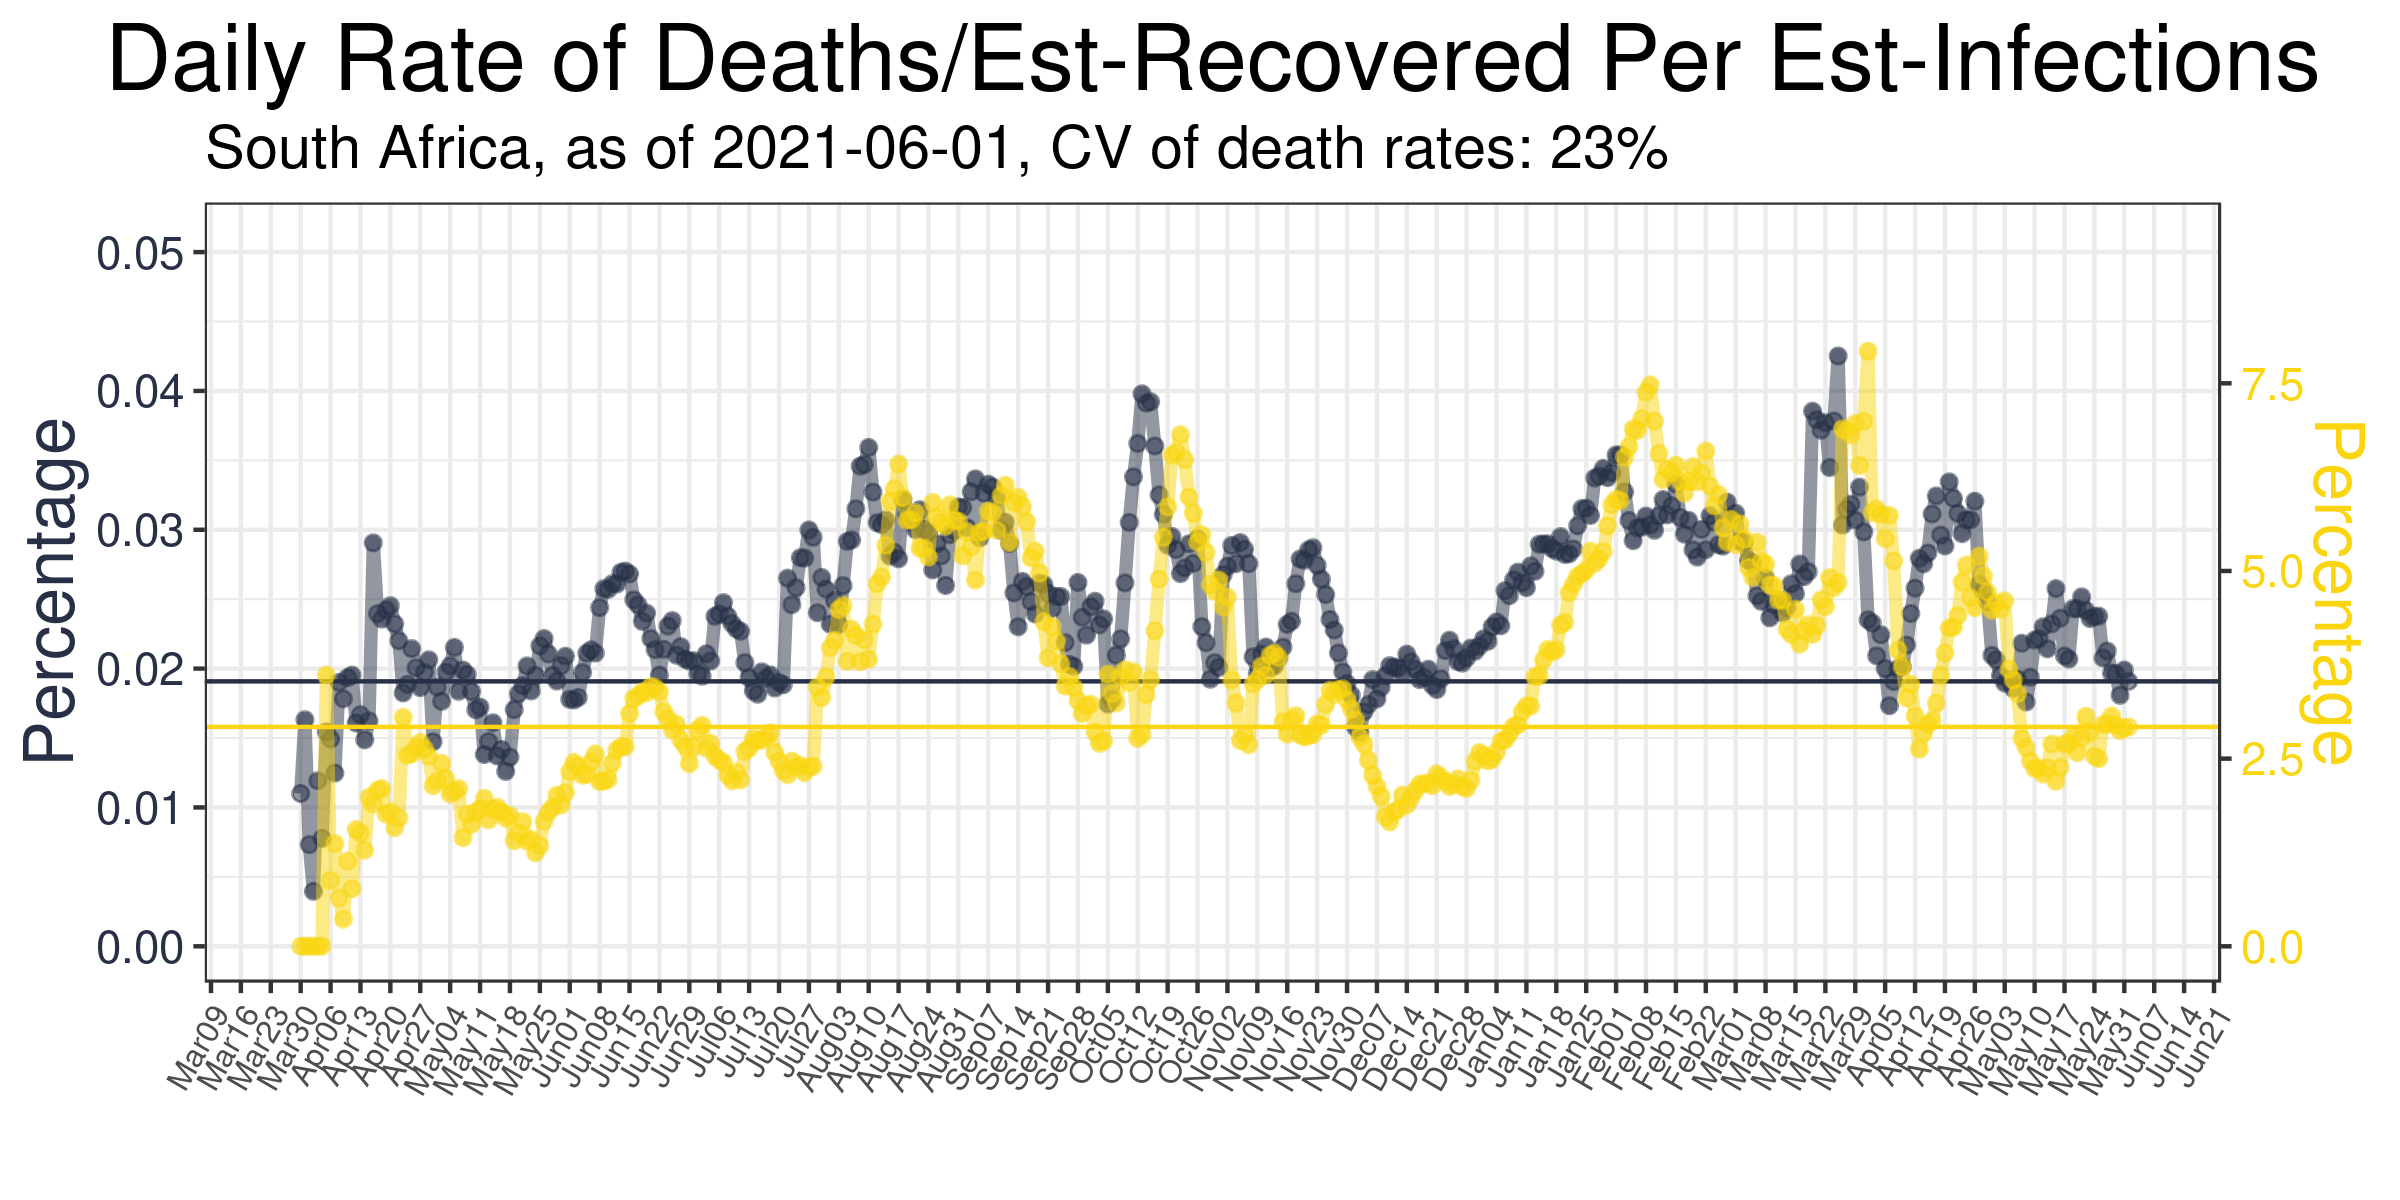 Daily Rate of Deaths/Est-Recovered Per Est-Infections
South Africa, as of 2021-06-01, CV of death rates: 23%
Percentage
0.05
0.04
0.03
0.02
0.01
0.00
7.5
5.0
2.5
0.0
Percentage
Mar09 Mar16 Mar23 Mar30 Apr06 Apr13 Apr20 Apr27 May04 May11 May18 May25 Jun01 Jun08 Jun15 Jun22 Jun29 Jul06 Jul13 Jul20 Jul27 Aug03 Aug10 Aug17 Aug24 Aug31 Sep07 Sep14 Sep21 Sep28 Oct05 Oct12 Oct19 Oct26 Nov02 Nov09 Nov16 Nov23 Nov30 Dec07 Dec14 Dec21 Dec28 Jan04 Jan11 Jan18 Jan25 Feb01 Feb08 Feb15 Feb22 Mar01 Mar08 Mar15 Mar22 Mar29 Apr05 Apr12 Apr19 Apr26 May03 May10 May17 May24 May31 Jun07 Jun14 Jun21